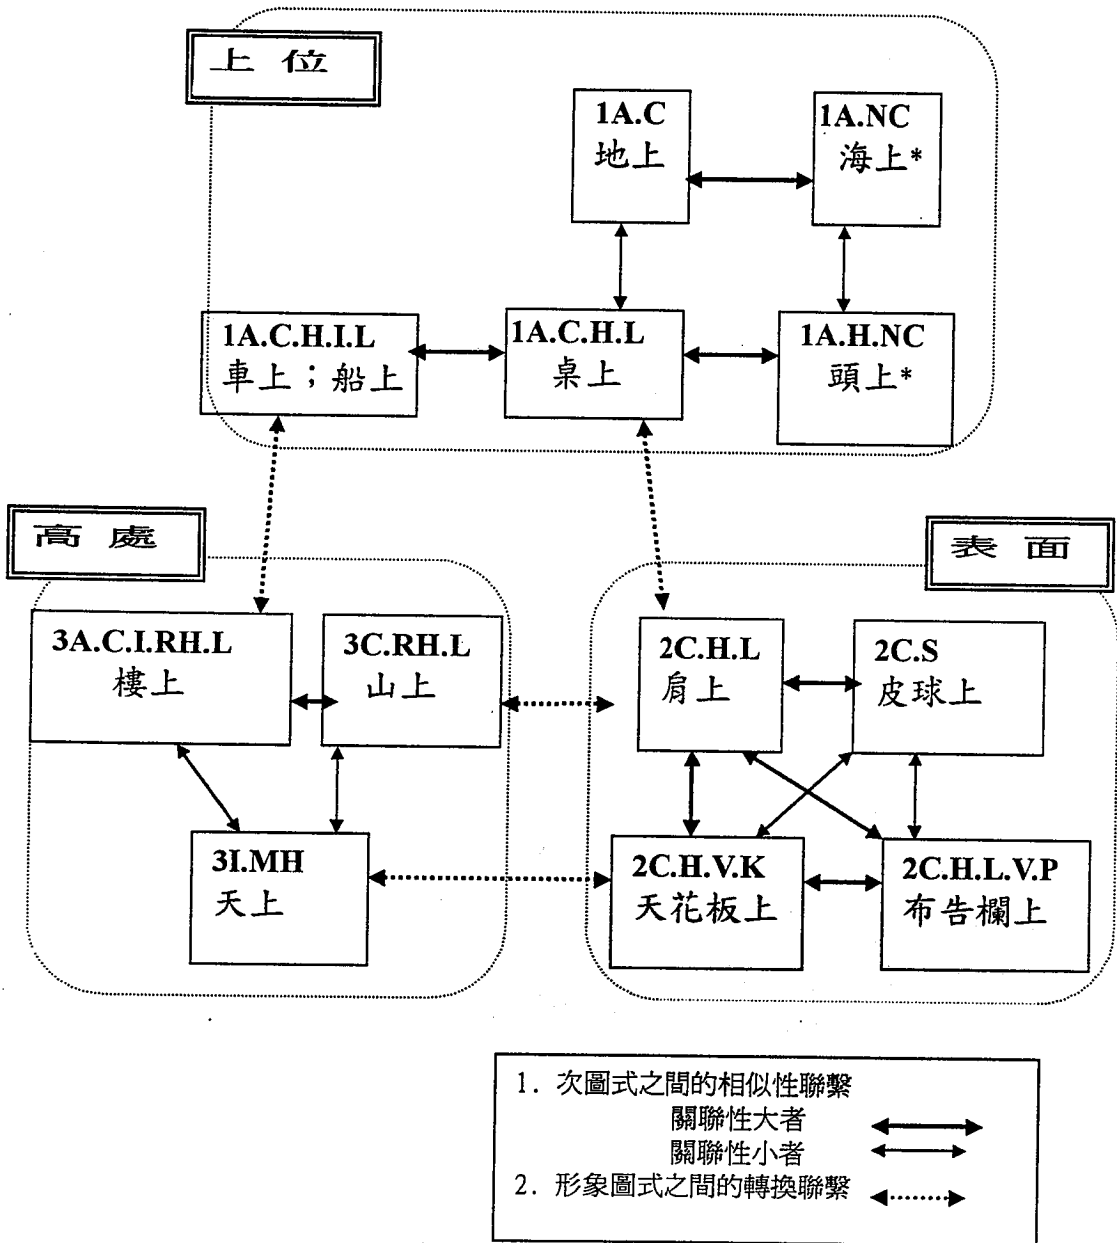 上 位
1A.C
地上
1A.NC
海上*
1A.C.H.I.L
車上；船上
1A.C.H.L
桌上
1A.H.NC
頭上*
高 處
表 面
3A.C.I.RH.L
樓上
3C.RH.L
山上
2C.H.L
肩上
2C.S
皮球上
3I.MH
天上
2C.H.V.K
天花板上
2C.H.L.V.P
布告欄上
1. 次圖式之間的相似性聯繫
關聯性大者
關聯性小者
2. 形象圖式之間的轉換聯繫